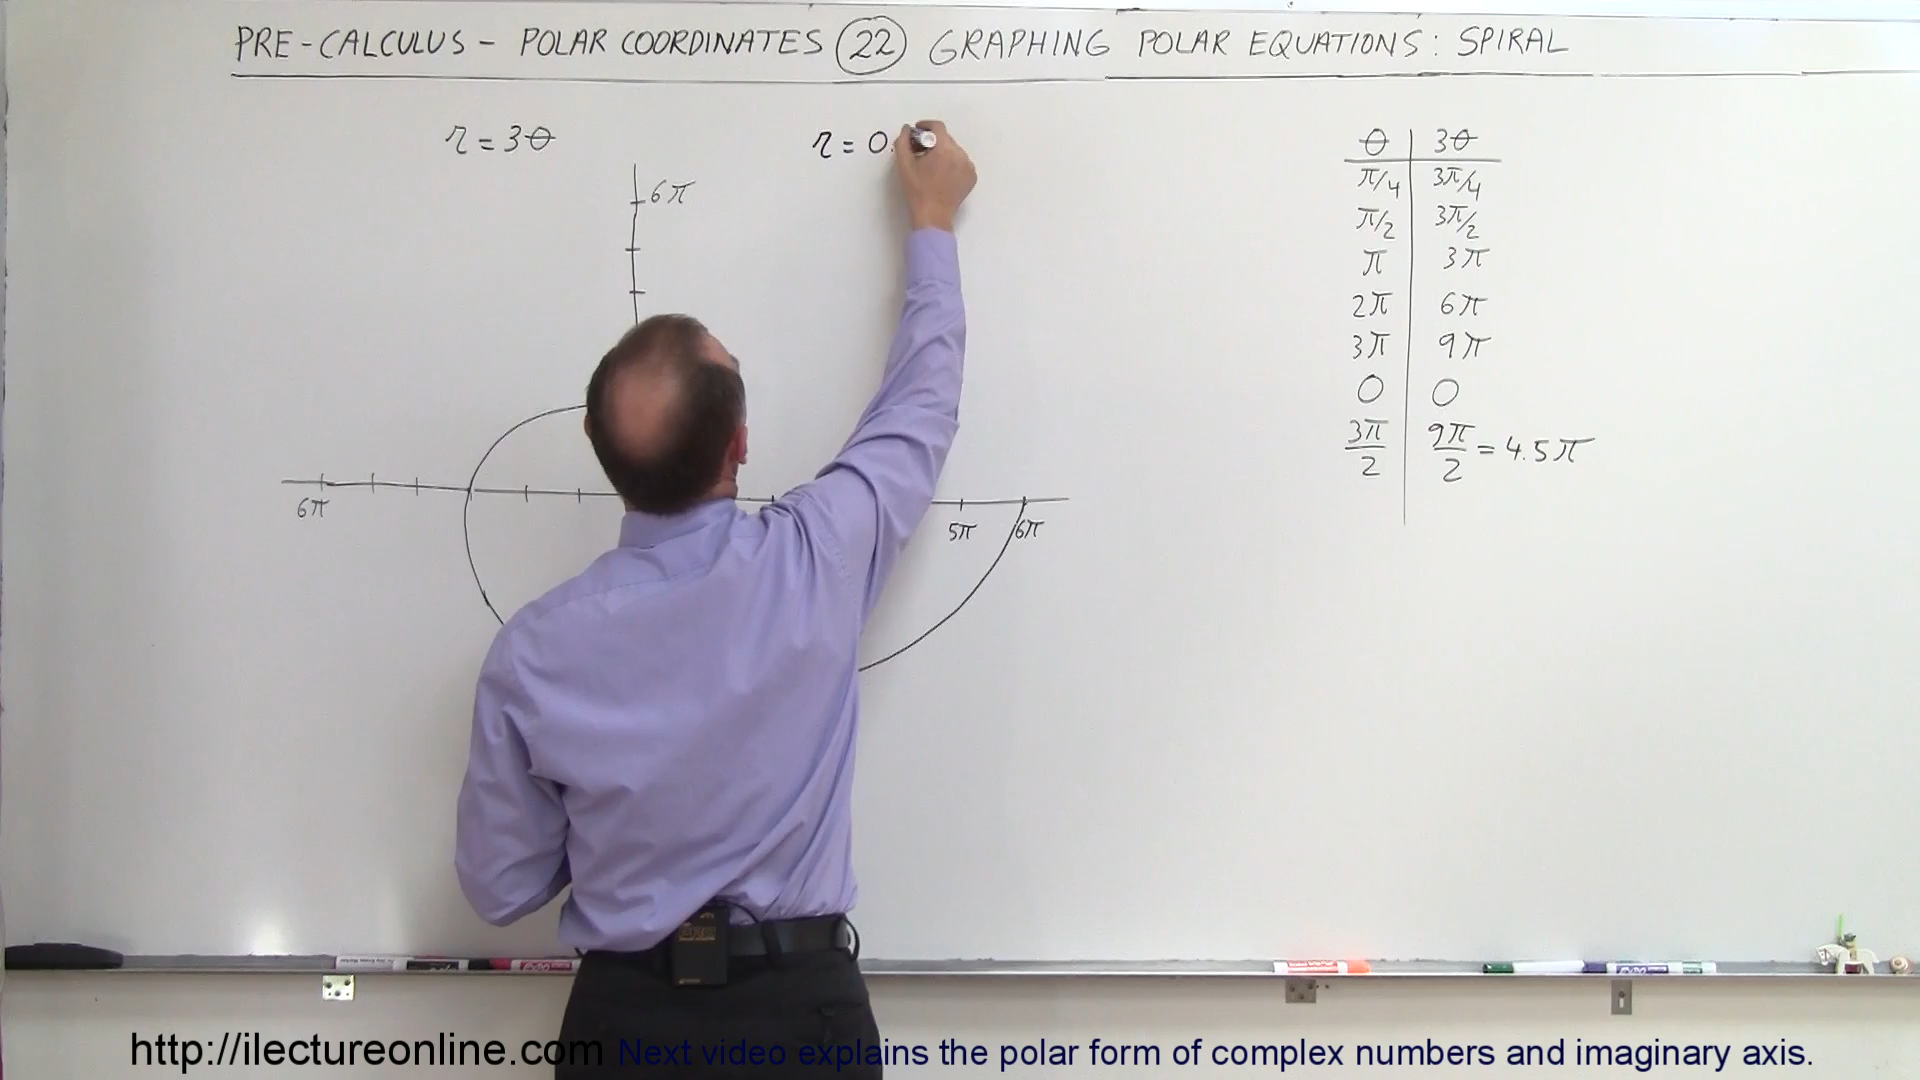 PRE-CALCULUS - POLAR COORDINATES 22 GRAPHING POLAR EQUATIONS: SPIRAL
r = 3θ
r = 0.
6π
6π
5π
6π
θ 3θ
π/4 3π/4
π/2 3π/2
π 3π
2π 6π
3π 9π
0 0
3π/2 9π/2 = 4.5π
http://ilectureonline.com Next video explains the polar form of complex numbers and imaginary axis.